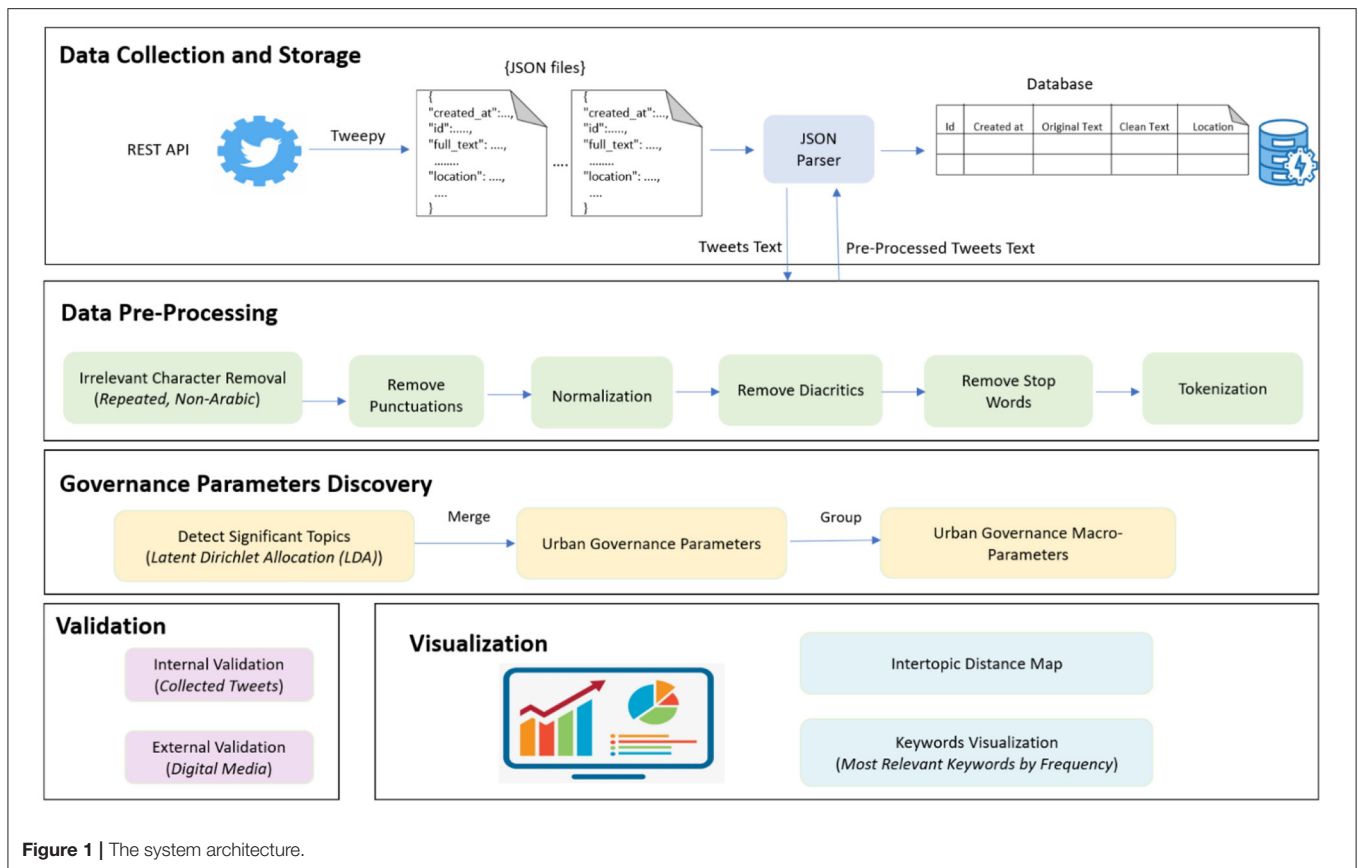 Data Collection and Storage
REST API
Tweepy
{JSON files}
{
"created_at":...,
"id":.....,
"full_text": ....,
........
"location": ....,
....
}
....
{
"created_at":...,
"id":.....,
"full_text": ....,
........
"location": ....,
....
}
JSON
Parser
Database
Id Created at Original Text Clean Text Location
Tweets Text
Pre-Processed Tweets Text
Data Pre-Processing
Irrelevant Character Removal
(Repeated, Non-Arabic)
Remove
Punctuations
Normalization
Remove Diacritics
Remove Stop
Words
Tokenization
Governance Parameters Discovery
Detect Significant Topics
(Latent Dirichlet Allocation (LDA))
Merge
Urban Governance Parameters
Group
Urban Governance Macro-
Parameters
Validation
Internal Validation
(Collected Tweets)
External Validation
(Digital Media)
Visualization
Intertopic Distance Map
Keywords Visualization
(Most Relevant Keywords by Frequency)
Figure 1 | The system architecture.